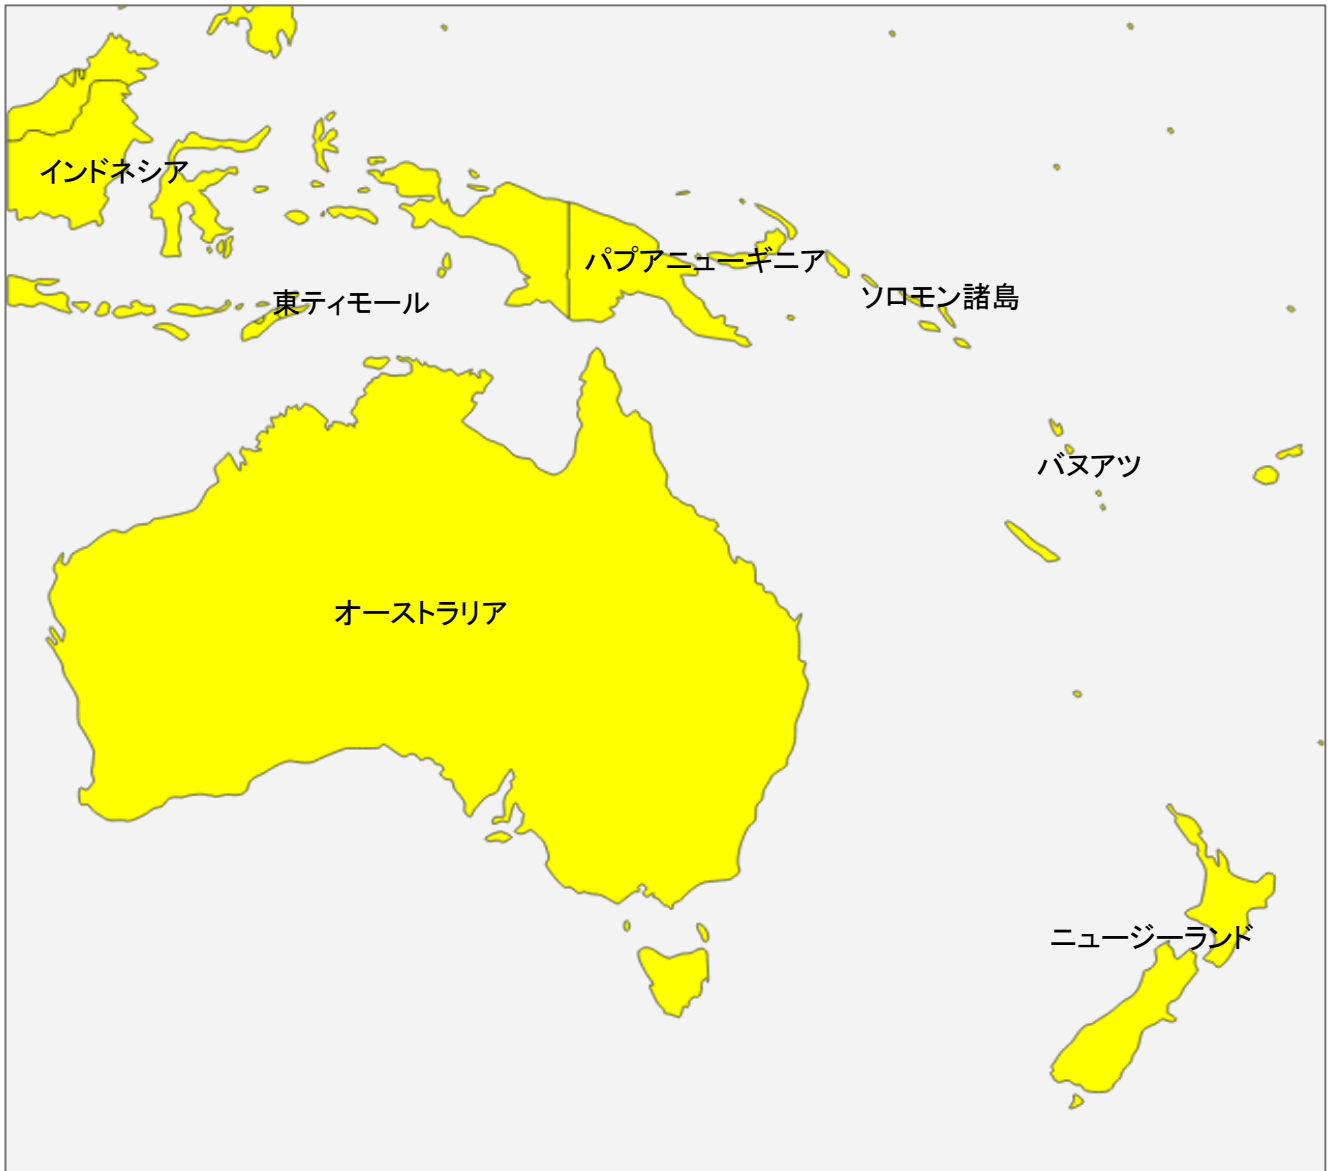 インドネシア
パプアニューギニア
東ティモール
ソロモン諸島
バヌアツ
オーストラリア
ニュージーランド